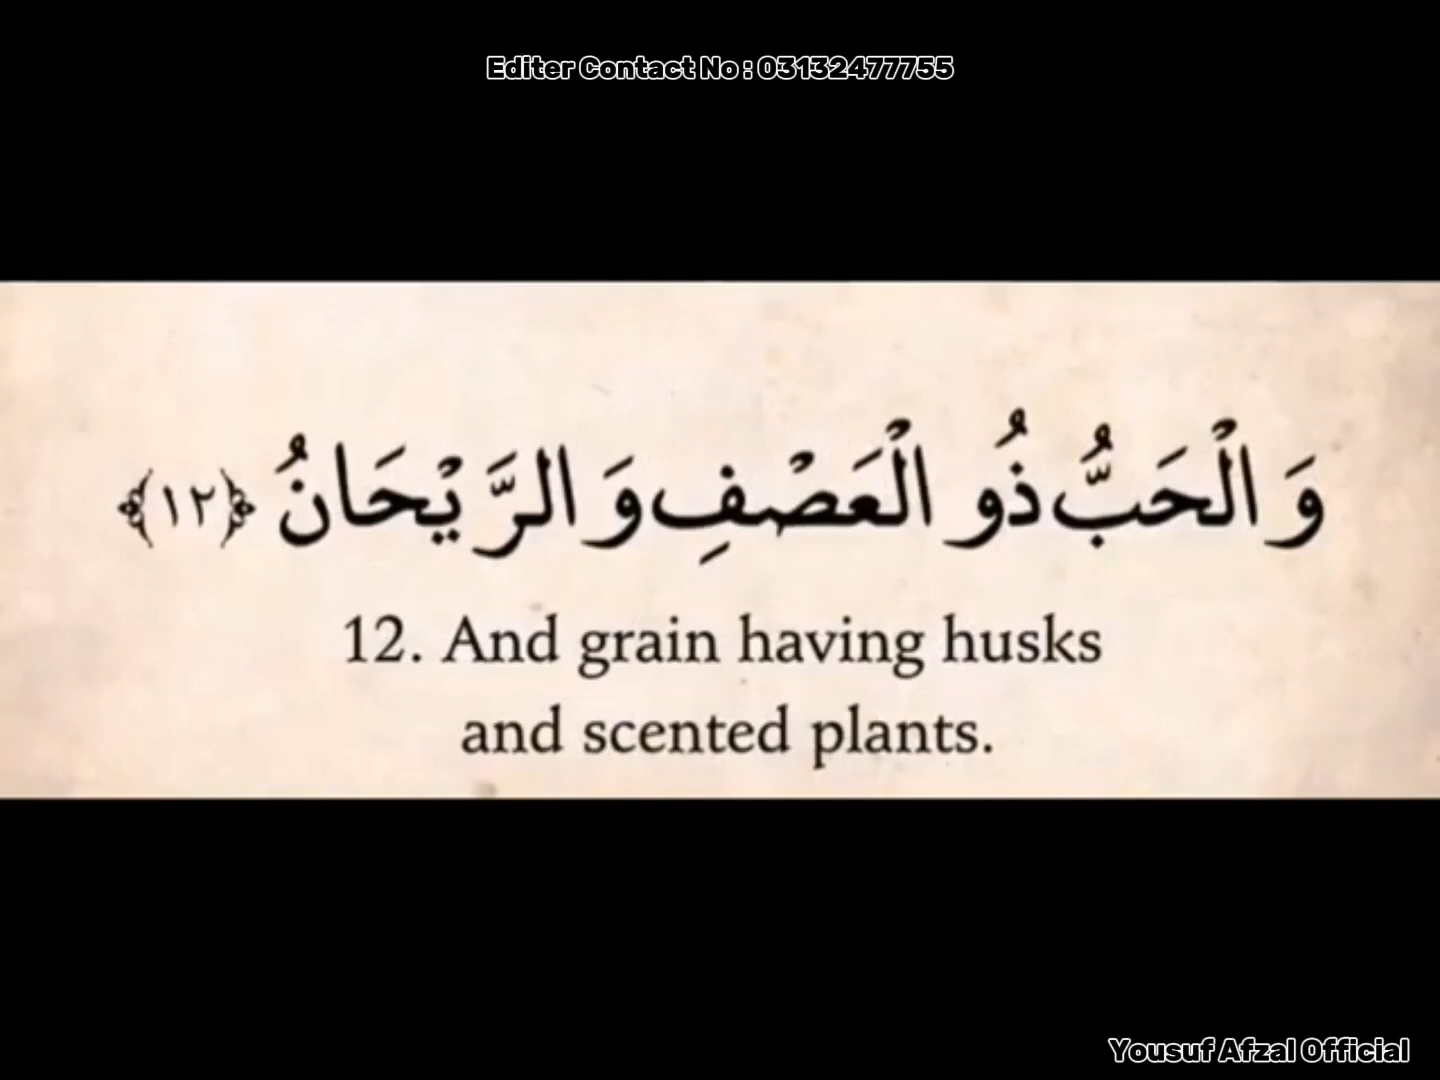 Editer Contact No : 03132477755
وَالْحَبُّ ذُو الْعَصْفِ وَالرَّيْحَانُ ﴿١٢﴾
12. And grain having husks
and scented plants.
Yousuf Afzal Official